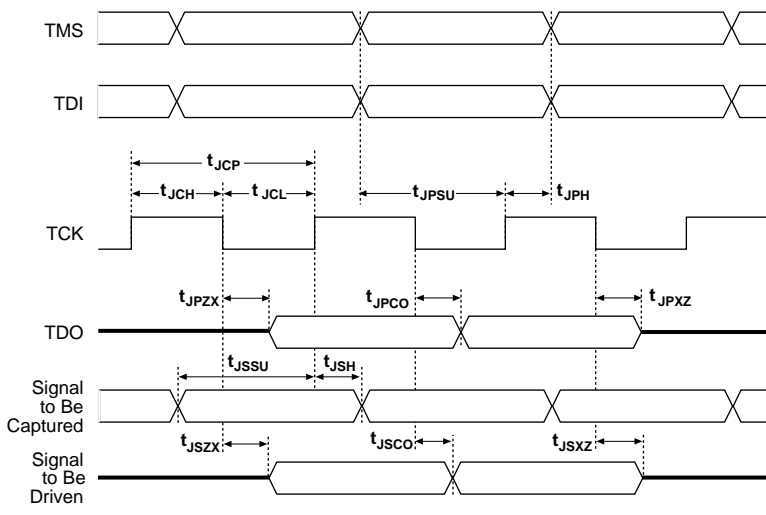 TMS
TDI
tJCP
tJCH
tJCL
tJPSU
tJPH
TCK
tJPZX
tJPCO
tJPXZ
TDO
tJSSU
tJSH
Signal
to Be
Captured
tJSZX
tJSCO
tJSXZ
Signal
to Be
Driven